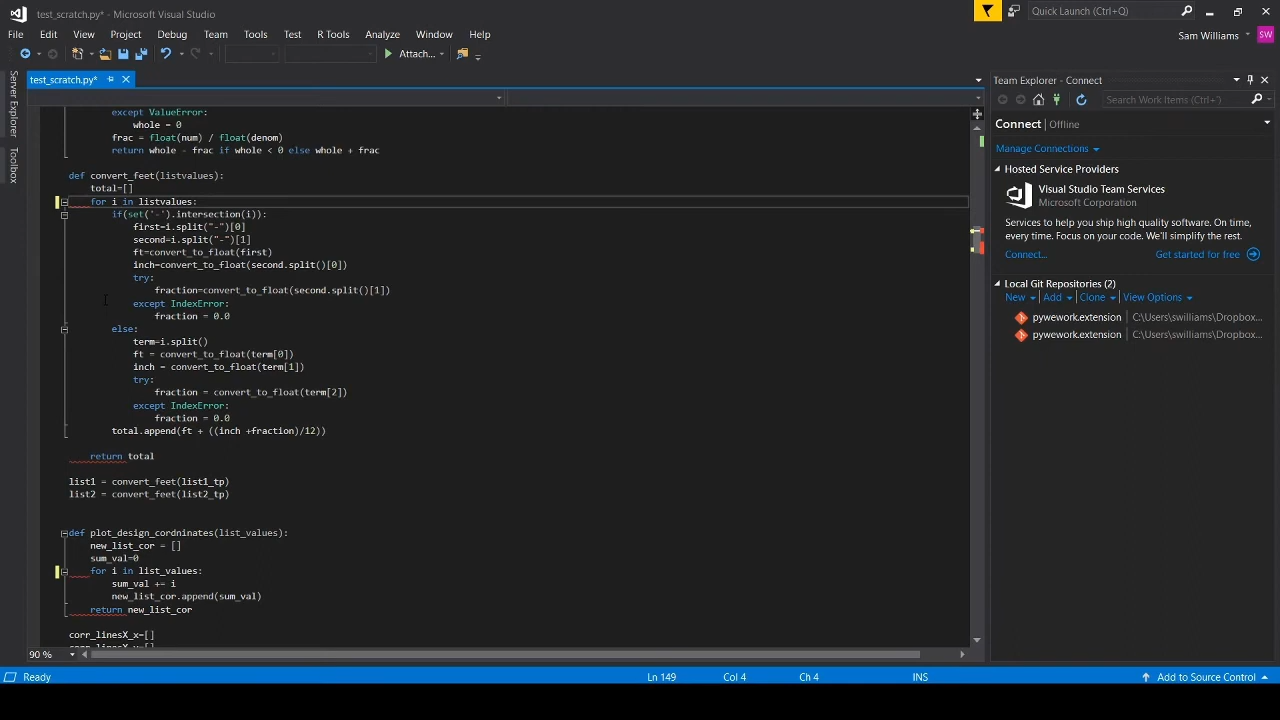 test_scratch.py* - Microsoft Visual Studio
Quick Launch (Ctrl+Q)
File Edit View Project Debug Team Tools Test R Tools Analyze Window Help
Sam Williams SW
Attach...
Server Explorer
Toolbox
test_scratch.py*
except ValueError:
whole = 0
frac = float(num) / float(denom)
return whole - frac if whole < 0 else whole + frac
def convert_feet(listvalues):
total=[]
for i in listvalues:
if(set('-').intersection(i)):
first=i.split("-")[0]
second=i.split("-")[1]
ft=convert_to_float(first)
inch=convert_to_float(second.split()[0])
try:
fraction=convert_to_float(second.split()[1])
except IndexError:
fraction = 0.0
else:
term=i.split()
ft = convert_to_float(term[0])
inch = convert_to_float(term[1])
try:
fraction = convert_to_float(term[2])
except IndexError:
fraction = 0.0
total.append(ft + ((inch +fraction)/12))
return total
list1 = convert_feet(list1_tp)
list2 = convert_feet(list2_tp)
def plot_design_cordninates(list_values):
new_list_cor = []
sum_val=0
for i in list_values:
sum_val += i
new_list_cor.append(sum_val)
return new_list_cor
corr_linesX_x=[]
90 %
Team Explorer - Connect
Search Work Items (Ctrl+')
Connect | Offline
Manage Connections
Hosted Service Providers
Visual Studio Team Services
Microsoft Corporation
Services to help you ship high quality software. On time,
every time. Focus on your code. We'll simplify the rest.
Connect... Get started for free
Local Git Repositories (2)
New Add Clone View Options
pywework.extension C:\Users\swilliams\Dropbox...
pywework.extension C:\Users\swilliams\Dropbox...
Ready Ln 149 Col 4 Ch 4 INS Add to Source Control